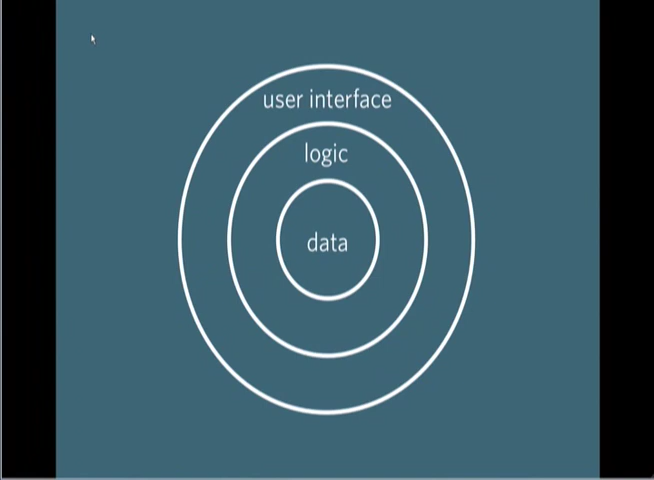 user interface
logic
data